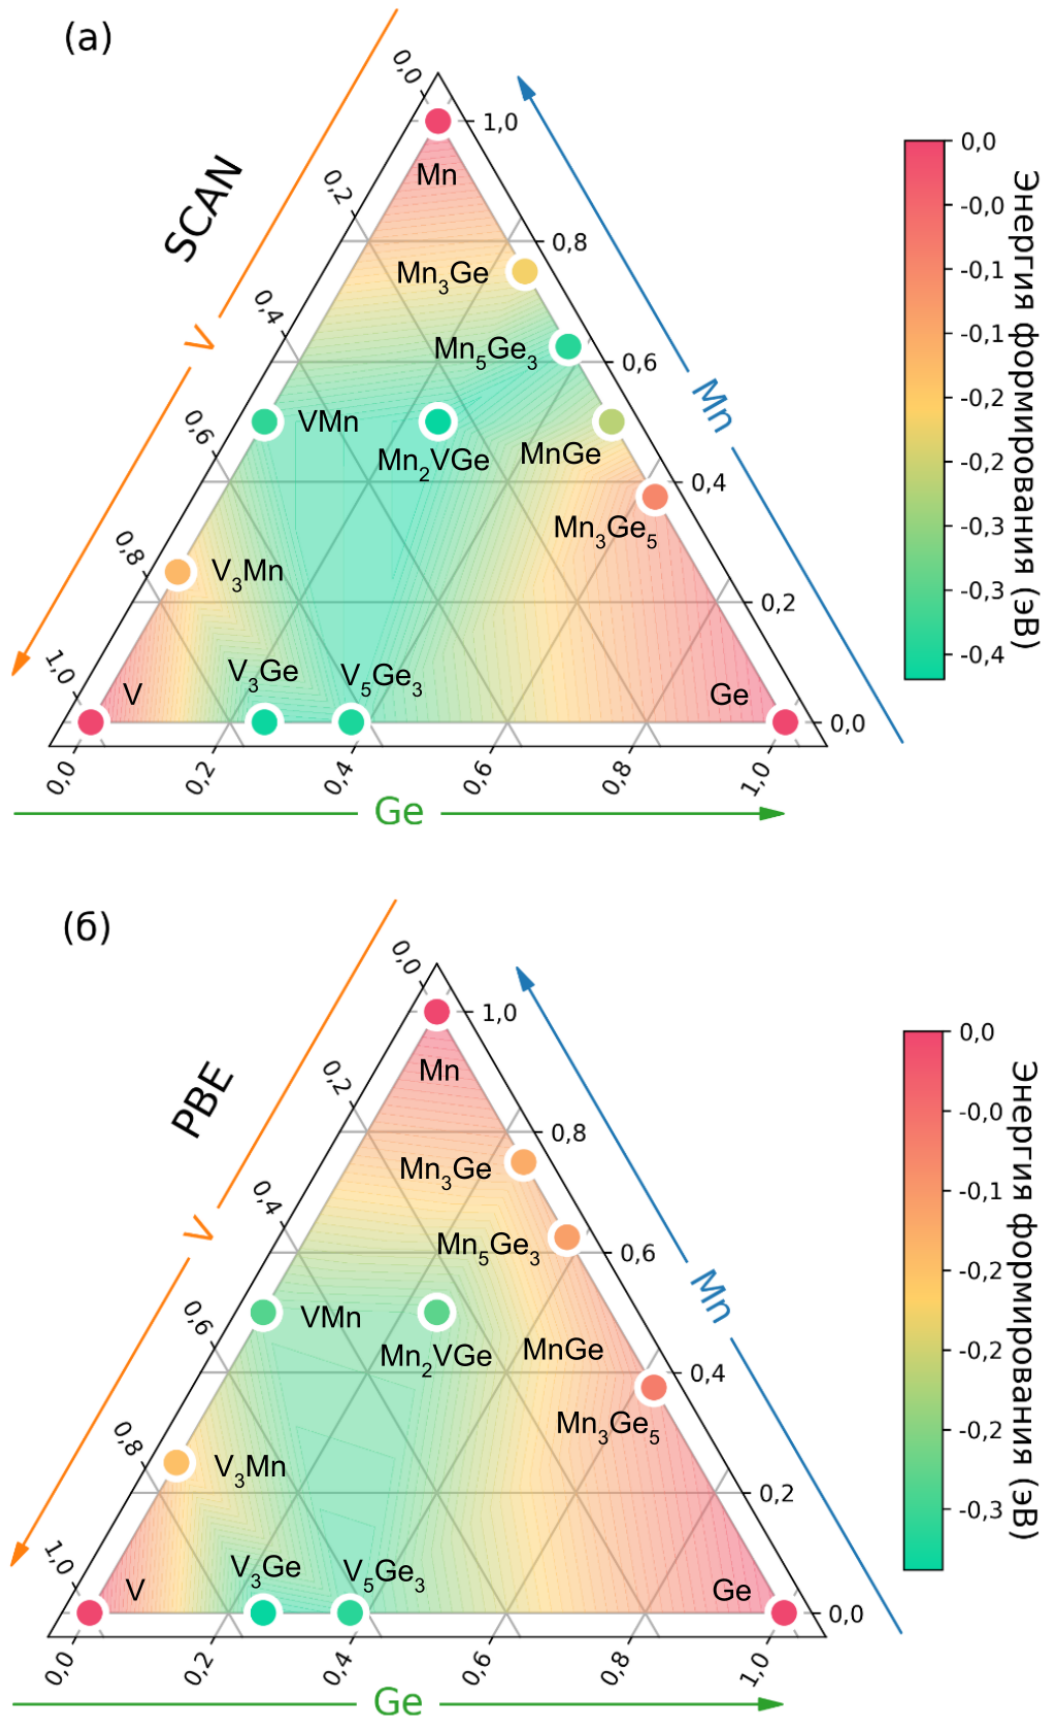 (а)
SCAN
V
Mn
Ge
0,0
0,2
0,4
0,6
0,8
1,0
1,0
0,8
0,6
0,4
0,2
0,0
0,0
0,2
0,4
0,6
0,8
1,0
Mn
Mn3Ge
Mn5Ge3
VMn
Mn2VGe
MnGe
Mn3Ge5
V3Mn
V3Ge
V5Ge3
V
Ge
0,0
-0,0
-0,1
-0,1
-0,2
-0,2
-0,3
-0,3
-0,4
Энергия формирования (эВ)
(б)
PBE
V
Mn
Ge
0,0
0,2
0,4
0,6
0,8
1,0
1,0
0,8
0,6
0,4
0,2
0,0
0,0
0,2
0,4
0,6
0,8
1,0
Mn
Mn3Ge
Mn5Ge3
VMn
Mn2VGe
MnGe
Mn3Ge5
V3Mn
V3Ge
V5Ge3
V
Ge
0,0
-0,0
-0,1
-0,2
-0,2
-0,2
-0,3
Энергия формирования (эВ)